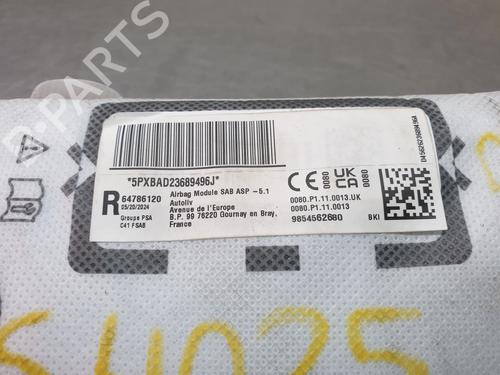 *5PXBAD23689496J*
R
64786120
05/20/2024
Groupe PSA
C41 FSAB
Airbag Module SAB ASP -5.1
Autoliv
Avenue de l'Europe
B.P. 99 76220 Gournay en Bray,
France
CE 0080 UK CA 0080
0080.P1.11.0013.UK
0080.P1.11.0013
9854562680 BKI
B-Parts
54025